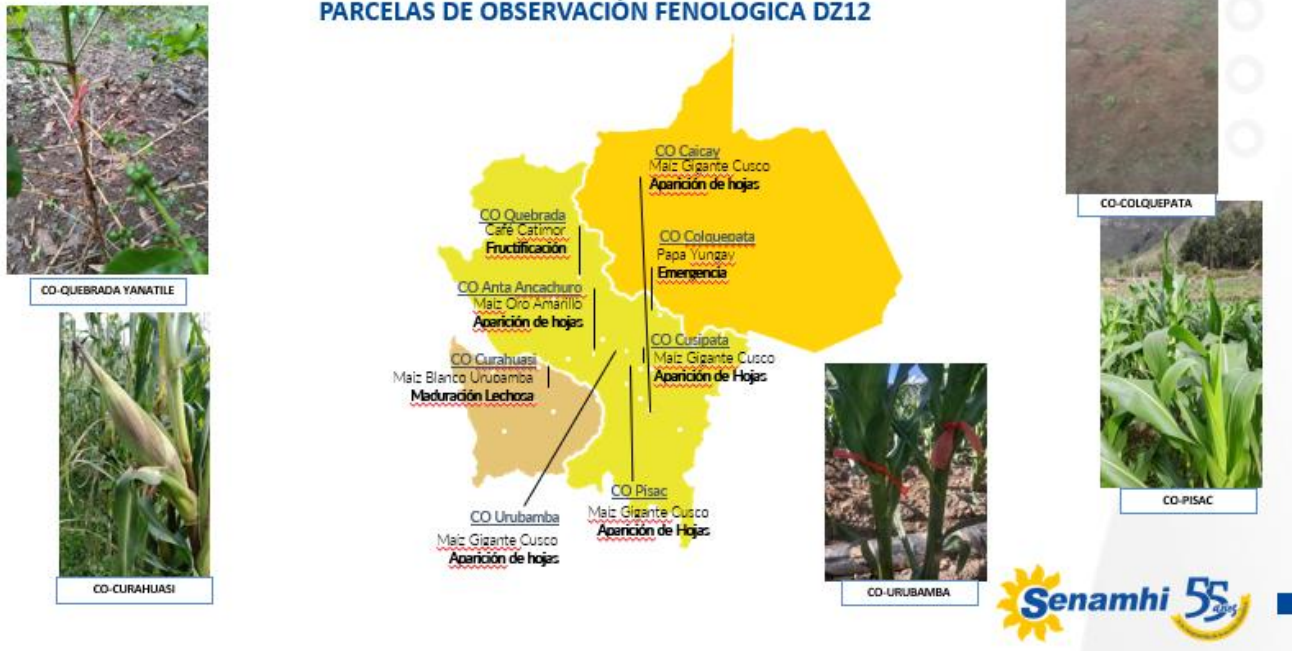 PARCELAS DE OBSERVACIÓN FENOLOGICA DZ12
CO-QUEBRADA YANATILE
CO-CURAHUASI
CO Caicay
Maiz Gigante Cusco
Aparición de hojas
CO Quebrada
Café Catimor
Fructificación
CO Colquepata
Papa Yungay
Emergencia
CO Anta Ancachuro
Maiz Oro Amarillo
Aparición de hojas
CO Cusipata
Maiz Gigante Cusco
Aparición de Hojas
CO Curahuasi
Maiz Blanco Urubamba
Maduración Lechosa
CO Pisac
Maiz Gigante Cusco
Aparición de Hojas
CO Urubamba
Maiz Gigante Cusco
Aparición de hojas
CO-COLQUEPATA
CO-PISAC
CO-URUBAMBA
Senamhi 55 años